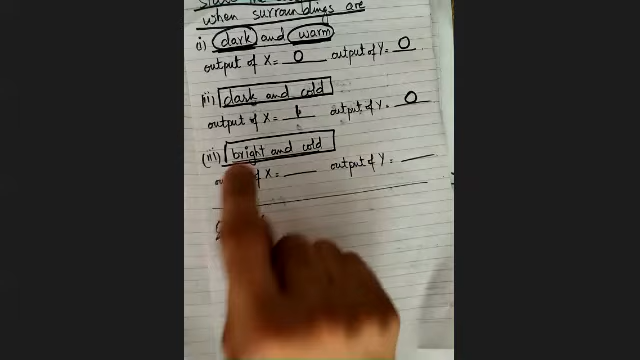 when surroundings are
(i) dark and warm
output of X = 0 output of Y = 0
(ii) dark and cold
output of X = 1 output of Y = 0
(iii) bright and cold
of X = output of Y =